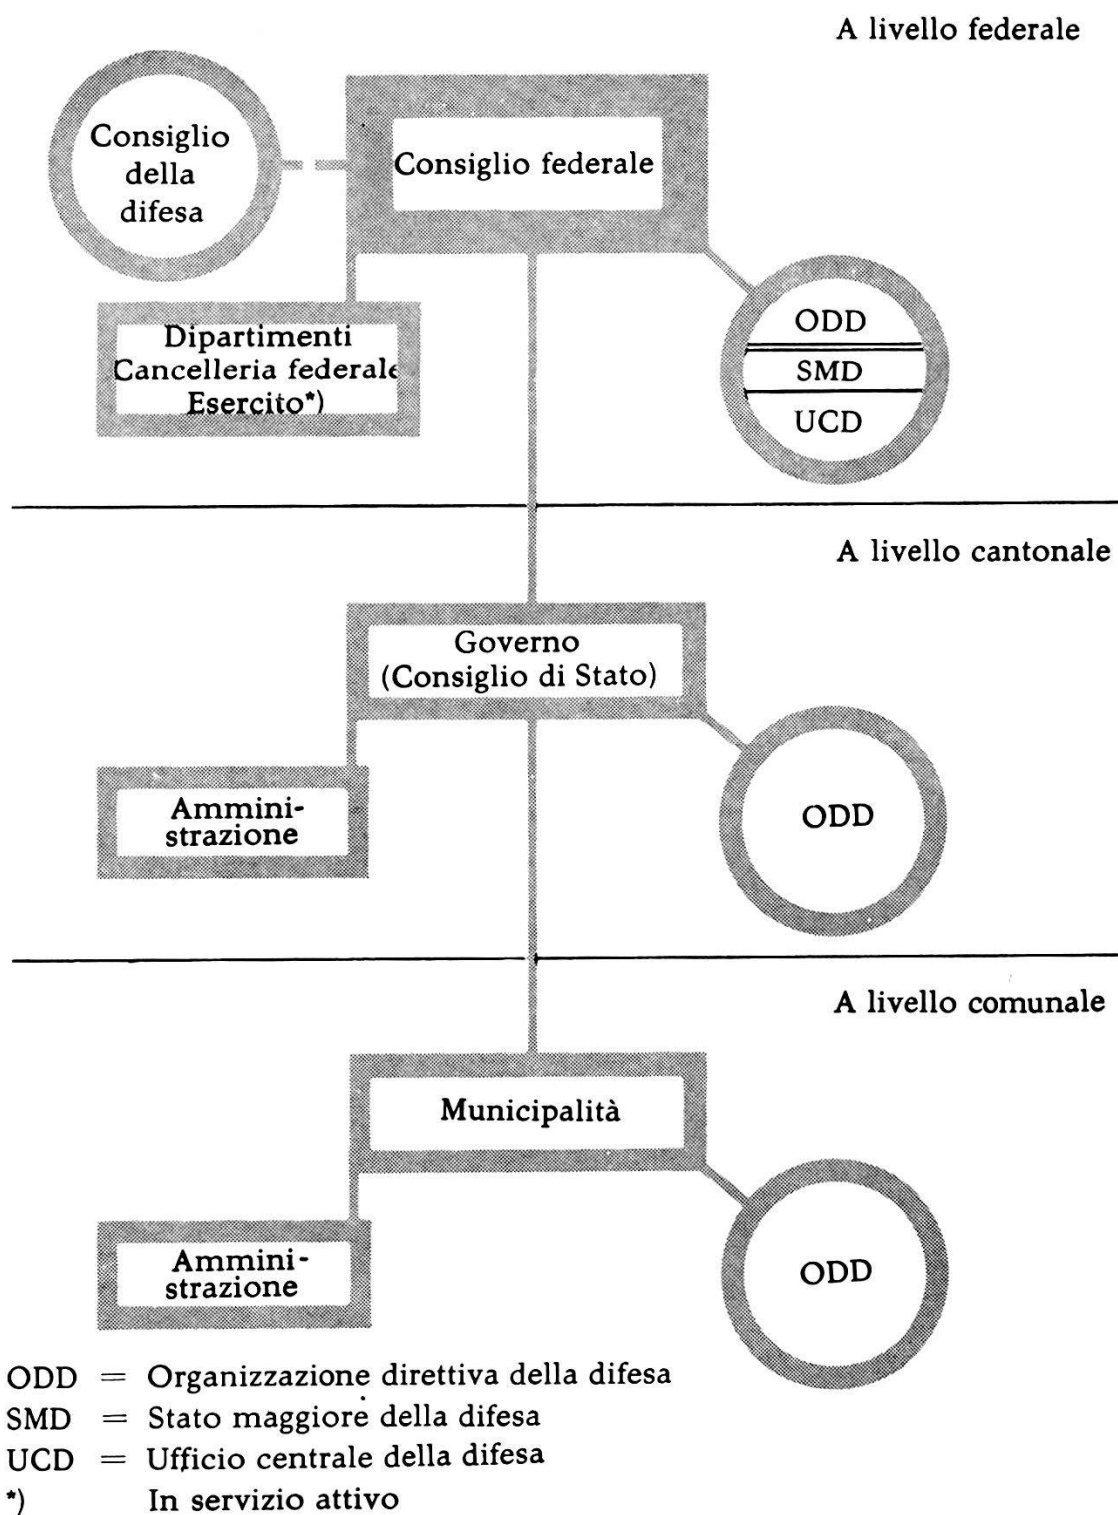 A livello federale
Consiglio
della
difesa
Consiglio federale
Dipartimenti
Cancelleria federale
Esercito*)
ODD
SMD
UCD
A livello cantonale
Governo
(Consiglio di Stato)
Ammini-
strazione
ODD
A livello comunale
Municipalità
Ammini-
strazione
ODD
ODD = Organizzazione direttiva della difesa
SMD = Stato maggiore della difesa
UCD = Ufficio centrale della difesa
*) In servizio attivo